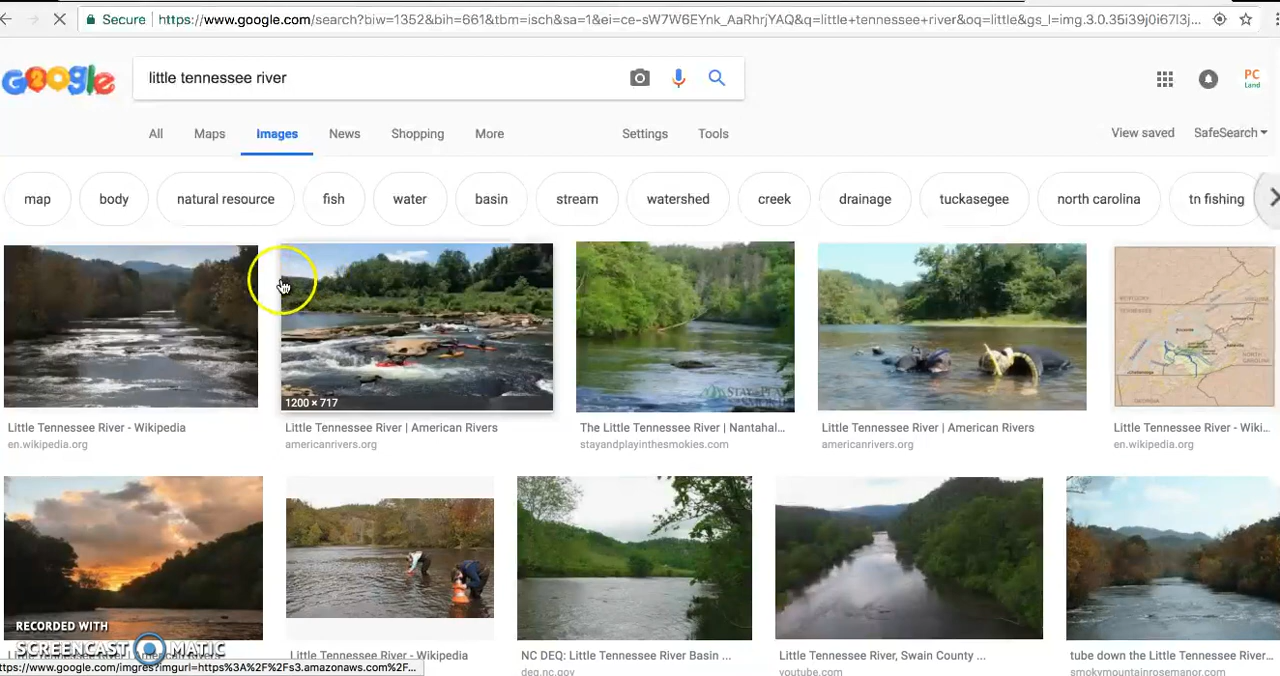 Secure https://www.google.com/search?biw=1352&bih=661&tbm=isch&sa=1&ei=ce-sW7W6EYnk_AaRhrjYAQ&q=little+tennessee+river&oq=little&gs_l=img.3.0.35i39j0i67l3j...
Google little tennessee river
PC
Land
All Maps Images News Shopping More Settings Tools View saved SafeSearch
map body natural resource fish water basin stream watershed creek drainage tuckasegee north carolina tn fishing
1200 × 717
Little Tennessee River - Wikipedia Little Tennessee River | American Rivers The Little Tennessee River | Nantahal... Little Tennessee River | American Rivers Little Tennessee River - Wiki...
en.wikipedia.org americanrivers.org stayandplayinthesmokies.com americanrivers.org en.wikipedia.org
RECORDED WITH
SCREENCAST MATIC
Wikipedia NC DEQ: Little Tennessee River Basin ... Little Tennessee River, Swain County ... tube down the Little Tennessee River...
ttps://www.google.com/imgres?imgurl=https%3A%2F%2Fs3.amazonaws.com%2F... deq.nc.gov youtube.com smokymountainrosemanor.com